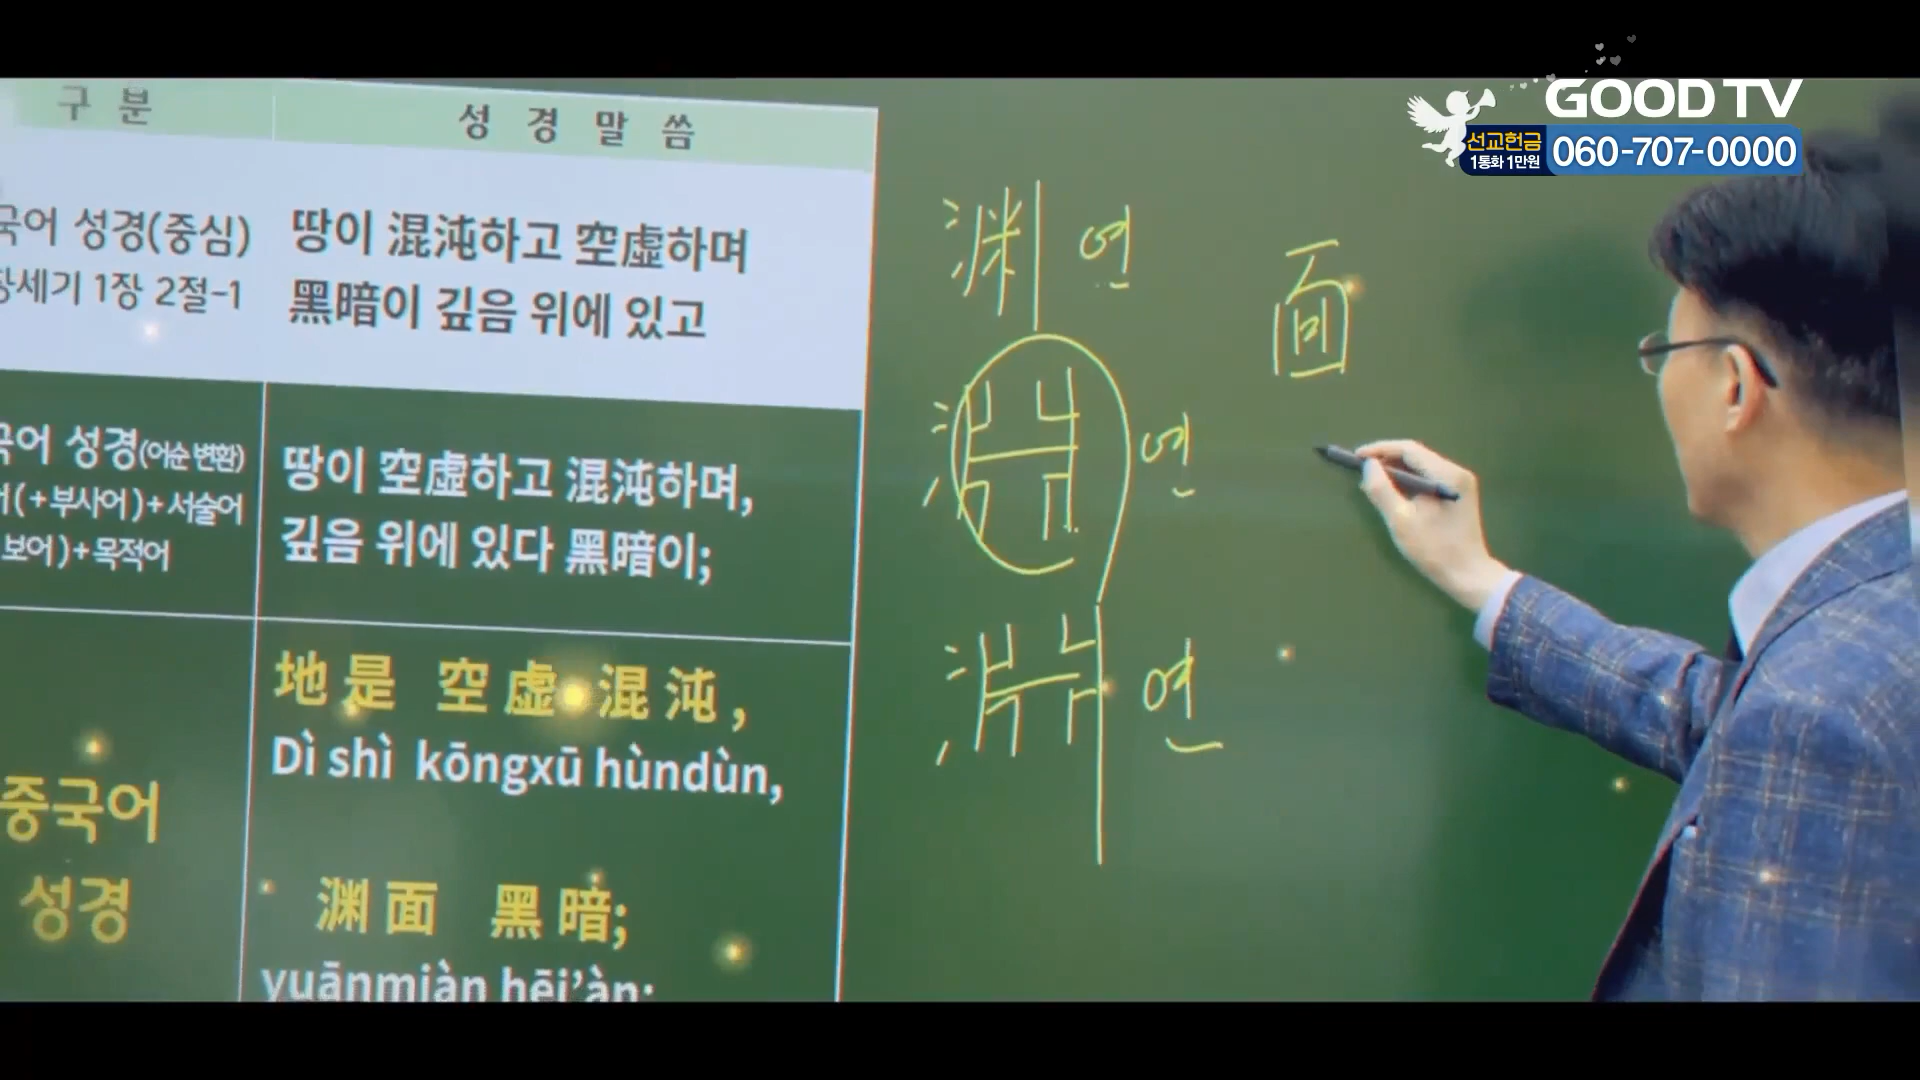 GOOD TV
선교헌금
1통화 1만원
060-707-0000
구 분
성 경 말 씀
국어 성경(중심)
창세기 1장 2절-1
땅이 混沌하고 空虛하며
黑暗이 깊음 위에 있고
국어 성경(어순 변환)
어(+부사어)+서술어
보어)+목적어
땅이 空虛하고 混沌하며,
깊음 위에 있다 黑暗이;
중국어
성경
地是 空虛 混沌,
Dì shì kōngxū hùndùn,
渊面 黑暗;
yuānmiàn hēi'àn;
渊 연
淵 연
淵 연
面